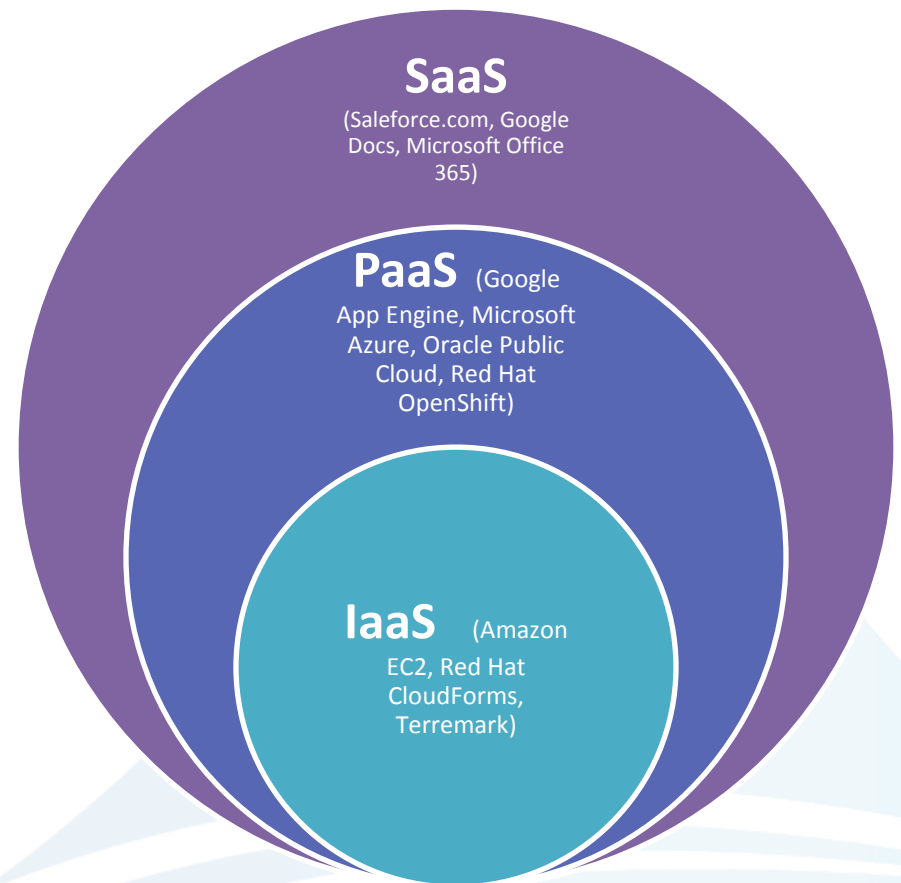 SaaS
(Saleforce.com, Google
Docs, Microsoft Office
365)
PaaS (Google
App Engine, Microsoft
Azure, Oracle Public
Cloud, Red Hat
OpenShift)
IaaS (Amazon
EC2, Red Hat
CloudForms,
Terremark)